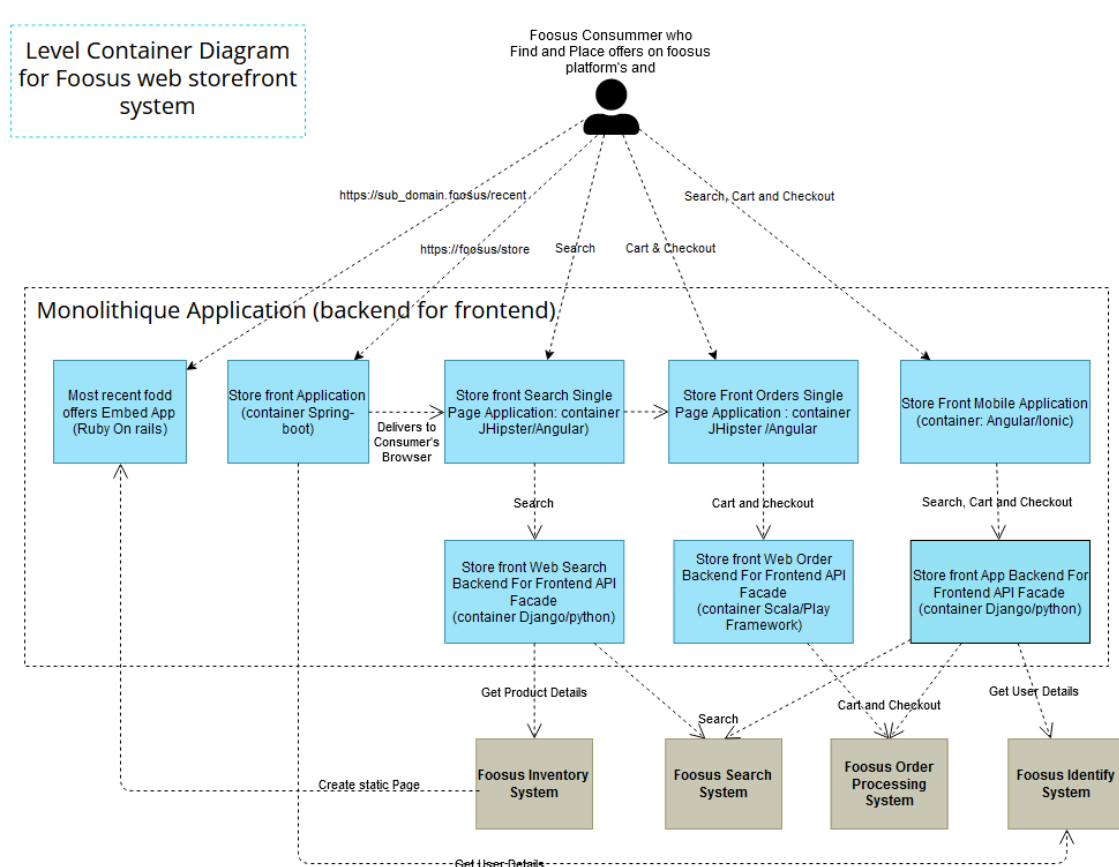 Level Container Diagram
for Foosus web storefront
system
Foosus Consummer who
Find and Place offers on foosus
platform's and
https://sub_domain.foosus/recent
Search, Cart and Checkout
https://foosus/store
Search
Cart & Checkout
Monolithique Application (backend for frontend)
Most recent fodd
offers Embed App
(Ruby On rails)
Store front Application
(container Spring-
boot)
Delivers to
Consumer's
Browser
Store front Search Single
Page Application: container
JHipster/Angular)
Store Front Orders Single
Page Application : container
JHipster /Angular
Store Front Mobile Application
(container: Angular/Ionic)
Search
Cart and checkout
Search, Cart and Checkout
Store front Web Search
Backend For Frontend API
Facade
(container Django/python)
Store front Web Order
Backend For Frontend API
Facade
(container Scala/Play
Framework)
Store front App Backend For
Frontend API Facade
(container Django/python)
Get Product Details
Search
Cart and Checkout
Get User Details
Foosus Inventory
System
Foosus Search
System
Foosus Order
Processing
System
Foosus Identify
System
Create static Page
Get User Details